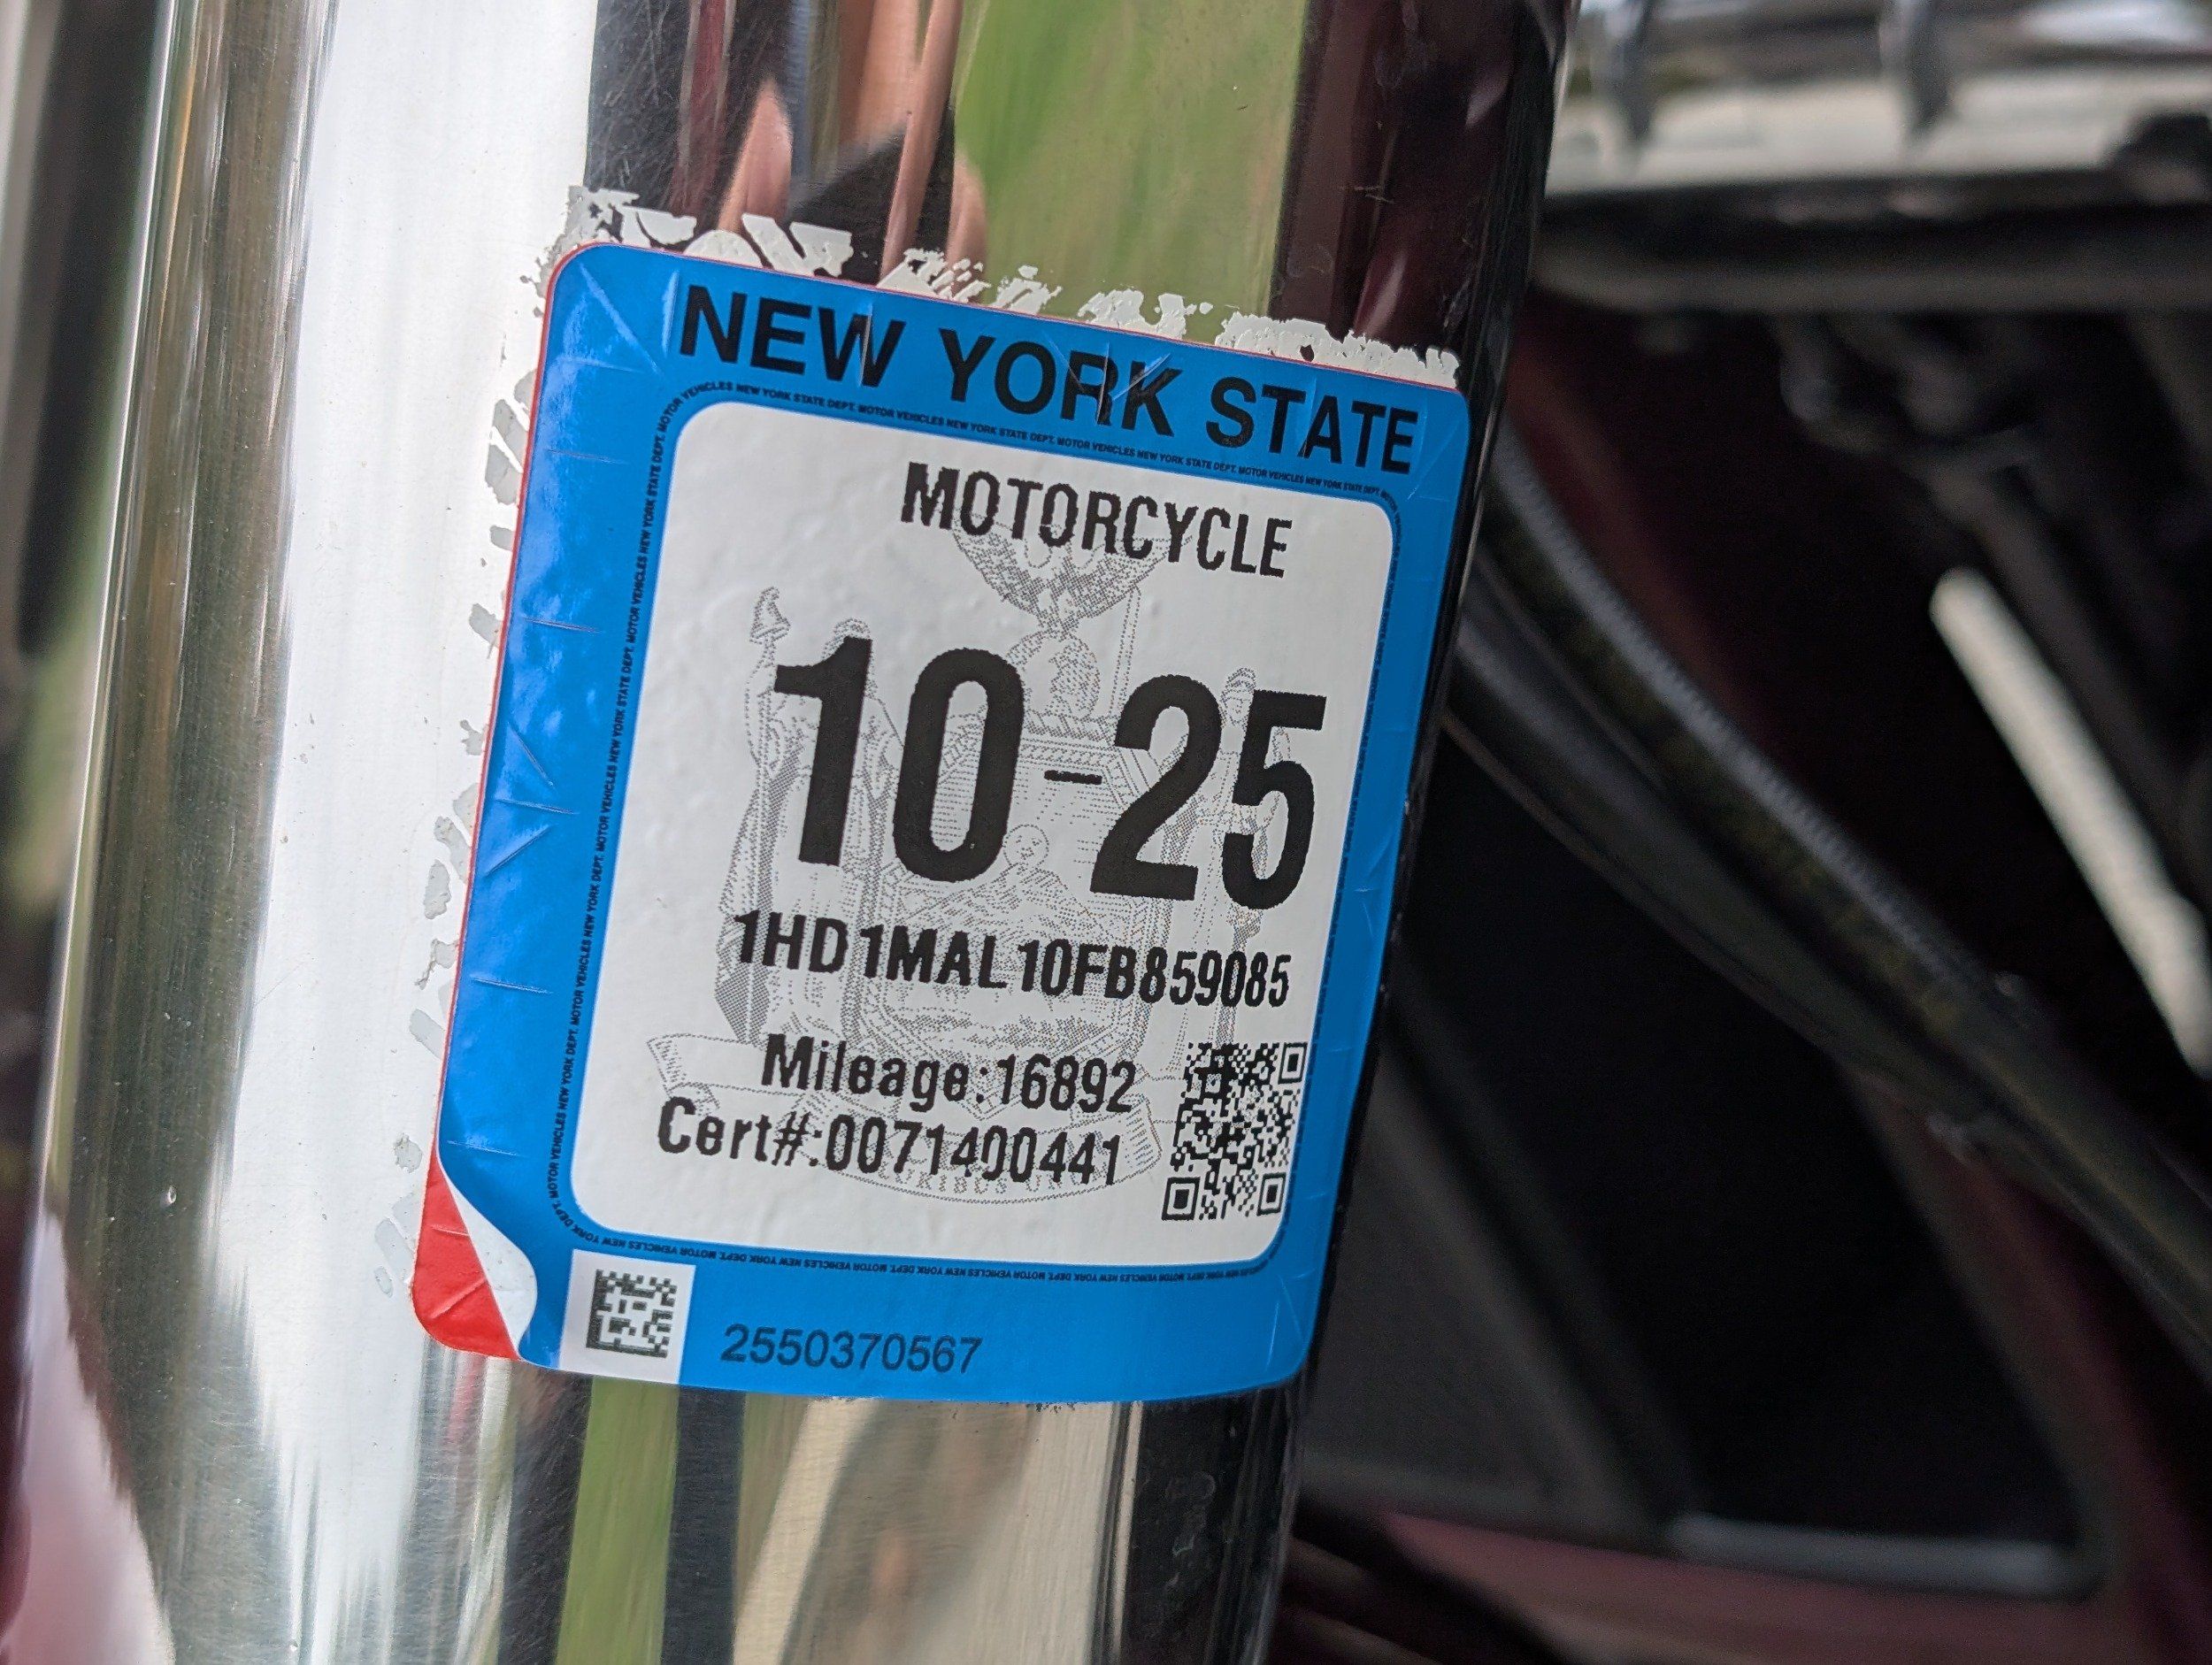 NEW YORK STATE
MOTORCYCLE
10-25
1HD1MAL10FB859085
Mileage:16892
Cert#:0071400441
2550370567